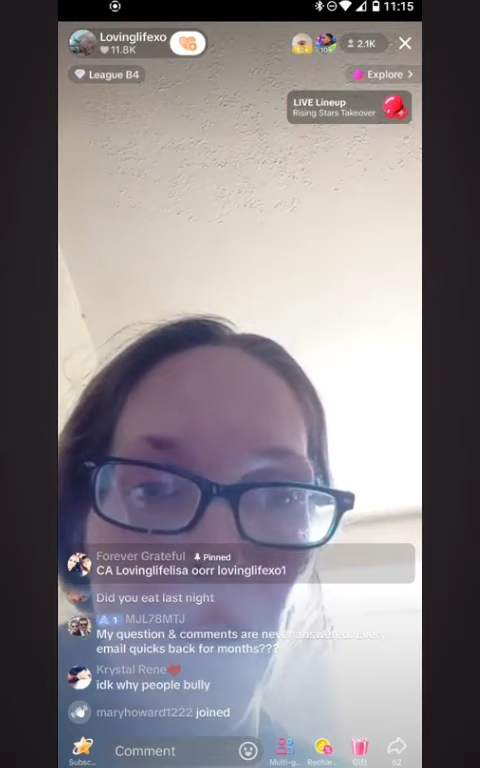 11:15
Lovinglifexo
11.8K
2.1K
League B4
Explore >
LIVE Lineup
Rising Stars Takeover
Forever Grateful Pinned
CA Lovinglifelisa oorr lovinglifexo1
Did you eat last night
1 MJL78MTJ
My question & comments are never answered. Even
email quicks back for months???
Krystal Rene
idk why people bully
maryhoward1222 joined
Comment
Subsc... Multi-g... Rechar... Gift 52